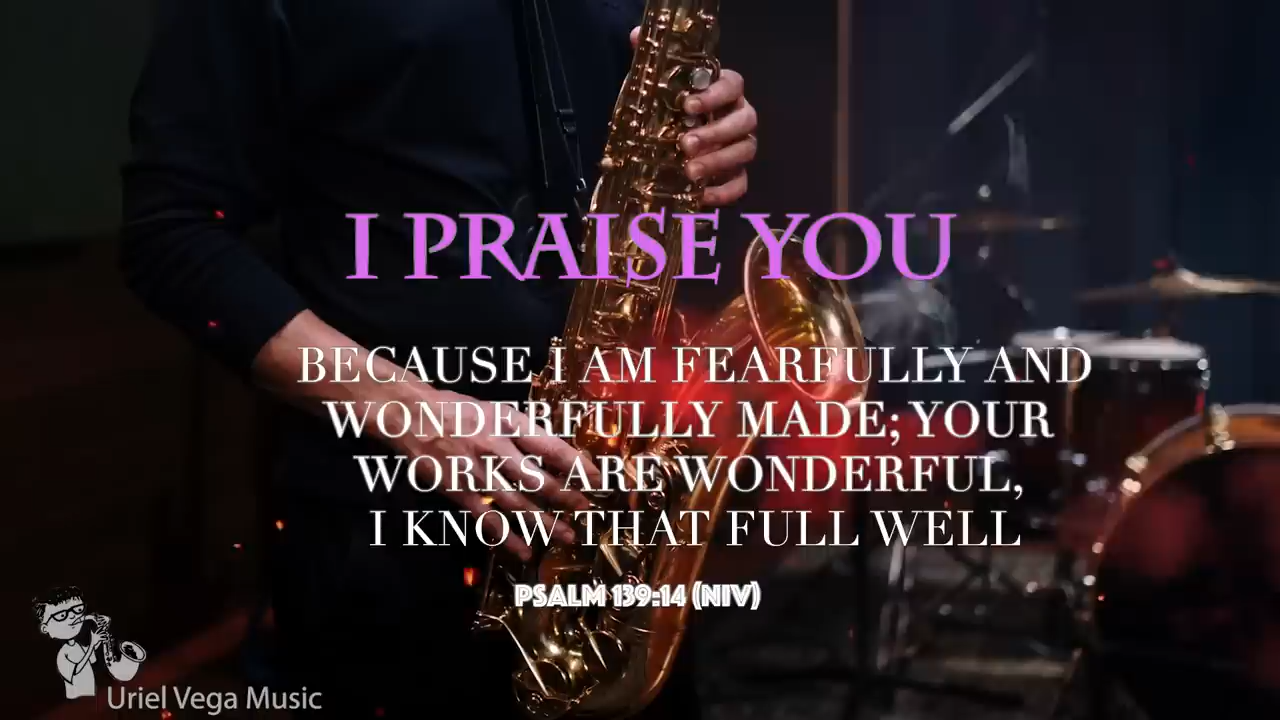 I PRAISE YOU
BECAUSE I AM FEARFULLY AND
WONDERFULLY MADE; YOUR
WORKS ARE WONDERFUL,
I KNOW THAT FULL WELL
PSALM 139:14 (NIV)
Uriel Vega Music